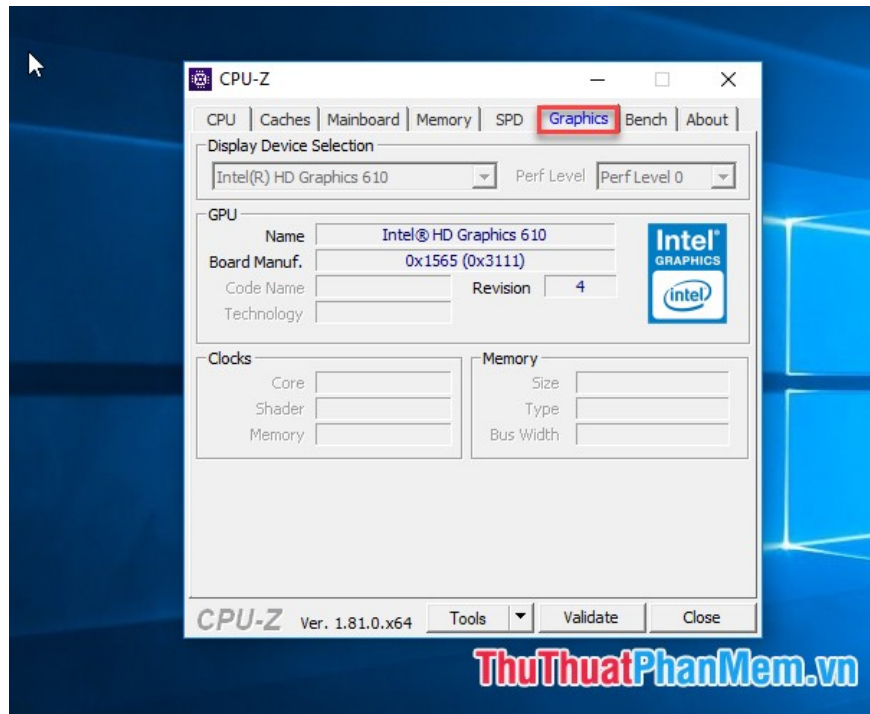 CPU-Z
CPU Caches Mainboard Memory SPD Graphics Bench About
Display Device Selection
Intel(R) HD Graphics 610 Perf Level Perf Level 0
GPU
Name Intel® HD Graphics 610
Board Manuf. 0x1565 (0x3111)
Code Name Revision 4
Technology
Intel®
GRAPHICS
intel
Clocks
Core
Shader
Memory
Memory
Size
Type
Bus Width
CPU-Z Ver. 1.81.0.x64 Tools Validate Close
ThuThuatPhanMem.vn